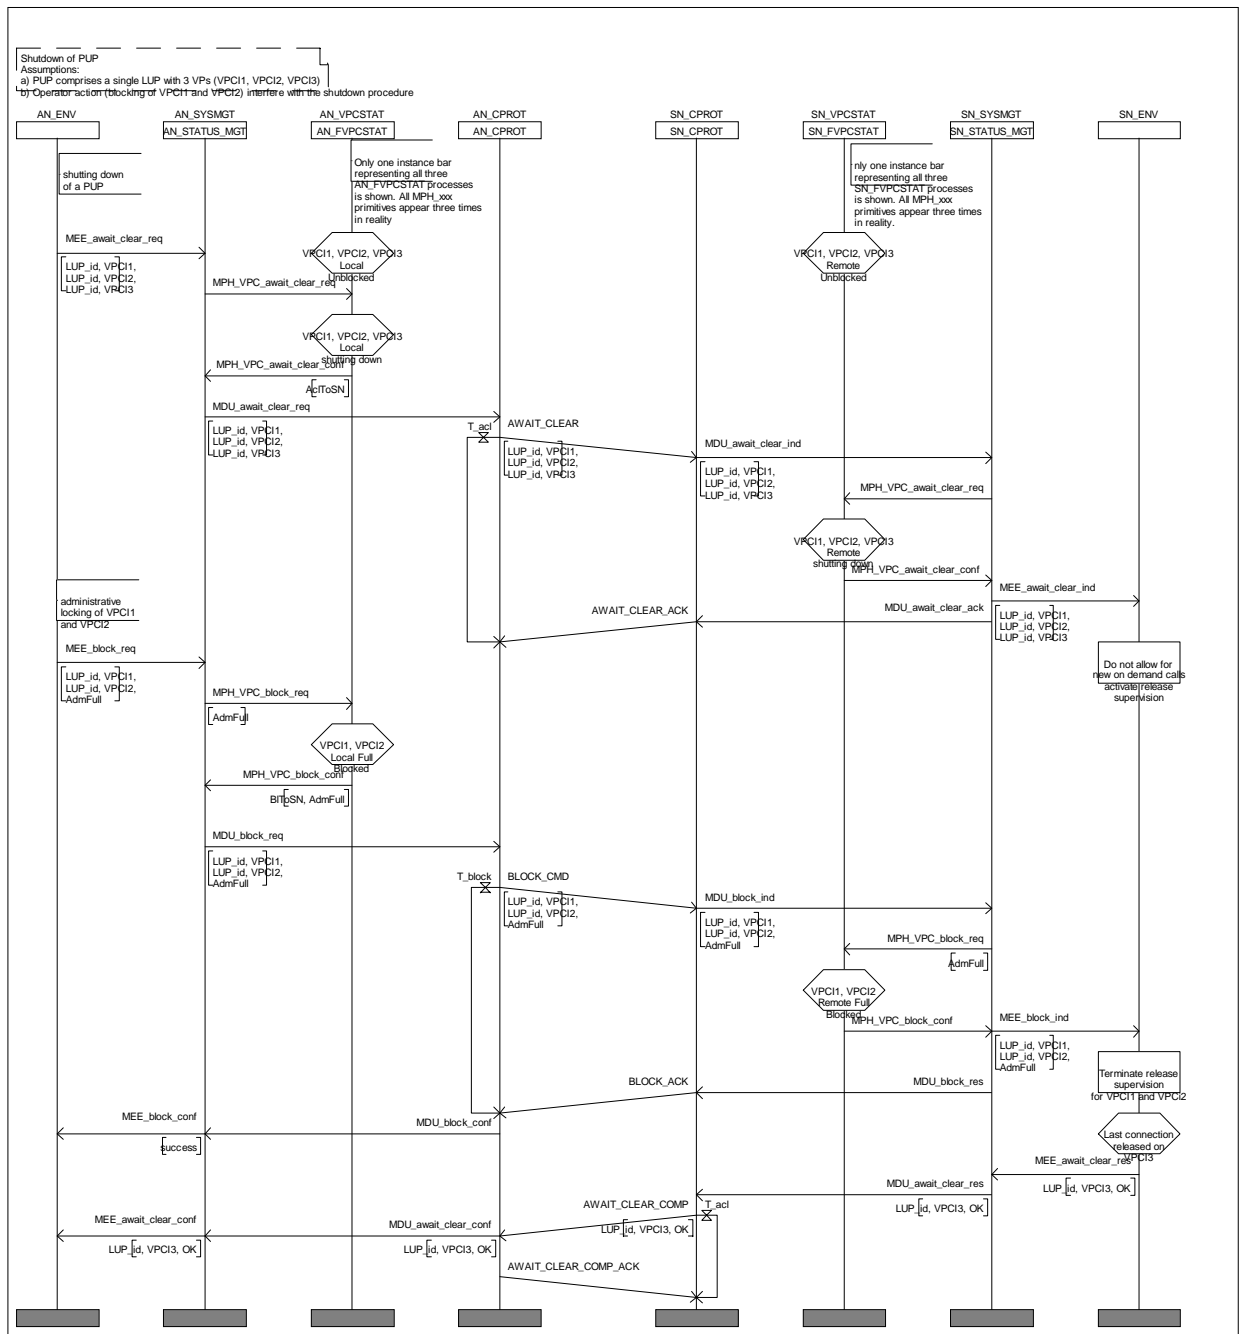 Shutdown of PUP
Assumptions:
a) PUP comprises a single LUP with 3 VPs (VPCI1, VPCI2, VPCI3)
b) Operator action (blocking of VPCI1 and VPCI2) interfere with the shutdown procedure
AN_ENV
AN_SYSMGT
AN_VPCSTAT
AN_CPROT
SN_CPROT
SN_VPCSTAT
SN_SYSMGT
SN_ENV
AN_STATUS_MGT
AN_FVPCSTAT
AN_CPROT
SN_CPROT
SN_FVPCSTAT
SN_STATUS_MGT
shutting down
of a PUP
Only one instance bar
representing all three
AN_FVPCSTAT processes
is shown. All MPH_xxx
primitives appear three times
in reality
nly one instance bar
representing all three
SN_FVPCSTAT processes
is shown. All MPH_xxx
primitives appear three times
in reality.
MEE_await_clear_req
LUP_id, VPCI1,
LUP_id, VPCI2,
LUP_id, VPCI3
VPCI1, VPCI2, VPCI3
Local
Unblocked
VPCI1, VPCI2, VPCI3
Remote
Unblocked
MPH_VPC_await_clear_req
VPCI1, VPCI2, VPCI3
Local
shutting down
MPH_VPC_await_clear_conf
AclToSN
MDU_await_clear_req
LUP_id, VPCI1,
LUP_id, VPCI2,
LUP_id, VPCI3
T_acl
AWAIT_CLEAR
LUP_id, VPCI1,
LUP_id, VPCI2,
LUP_id, VPCI3
MDU_await_clear_ind
LUP_id, VPCI1,
LUP_id, VPCI2,
LUP_id, VPCI3
MPH_VPC_await_clear_req
VPCI1, VPCI2, VPCI3
Remote
shutting down
MPH_VPC_await_clear_conf
MEE_await_clear_ind
LUP_id, VPCI1,
LUP_id, VPCI2,
LUP_id, VPCI3
MDU_await_clear_ack
AWAIT_CLEAR_ACK
administrative
locking of VPCI1
and VPCI2
MEE_block_req
LUP_id, VPCI1,
LUP_id, VPCI2,
AdmFull
Do not allow for
new on demand calls
activate release
supervision
MPH_VPC_block_req
AdmFull
VPCI1, VPCI2
Local Full
Blocked
MPH_VPC_block_conf
BlToSN, AdmFull
MDU_block_req
LUP_id, VPCI1,
LUP_id, VPCI2,
AdmFull
T_block
BLOCK_CMD
LUP_id, VPCI1,
LUP_id, VPCI2,
AdmFull
MDU_block_ind
LUP_id, VPCI1,
LUP_id, VPCI2,
AdmFull
MPH_VPC_block_req
AdmFull
VPCI1, VPCI2
Remote Full
Blocked
MPH_VPC_block_conf
MEE_block_ind
LUP_id, VPCI1,
LUP_id, VPCI2,
AdmFull
Terminate release
supervision
for VPCI1 and VPCI2
MDU_block_res
BLOCK_ACK
MDU_block_conf
MEE_block_conf
success
Last connection
released on
VPCI3
MEE_await_clear_res
LUP_id, VPCI3, OK
MDU_await_clear_res
LUP_id, VPCI3, OK
AWAIT_CLEAR_COMP
T_acl
LUP_id, VPCI3, OK
MDU_await_clear_conf
LUP_id, VPCI3, OK
MEE_await_clear_conf
LUP_id, VPCI3, OK
AWAIT_CLEAR_COMP_ACK